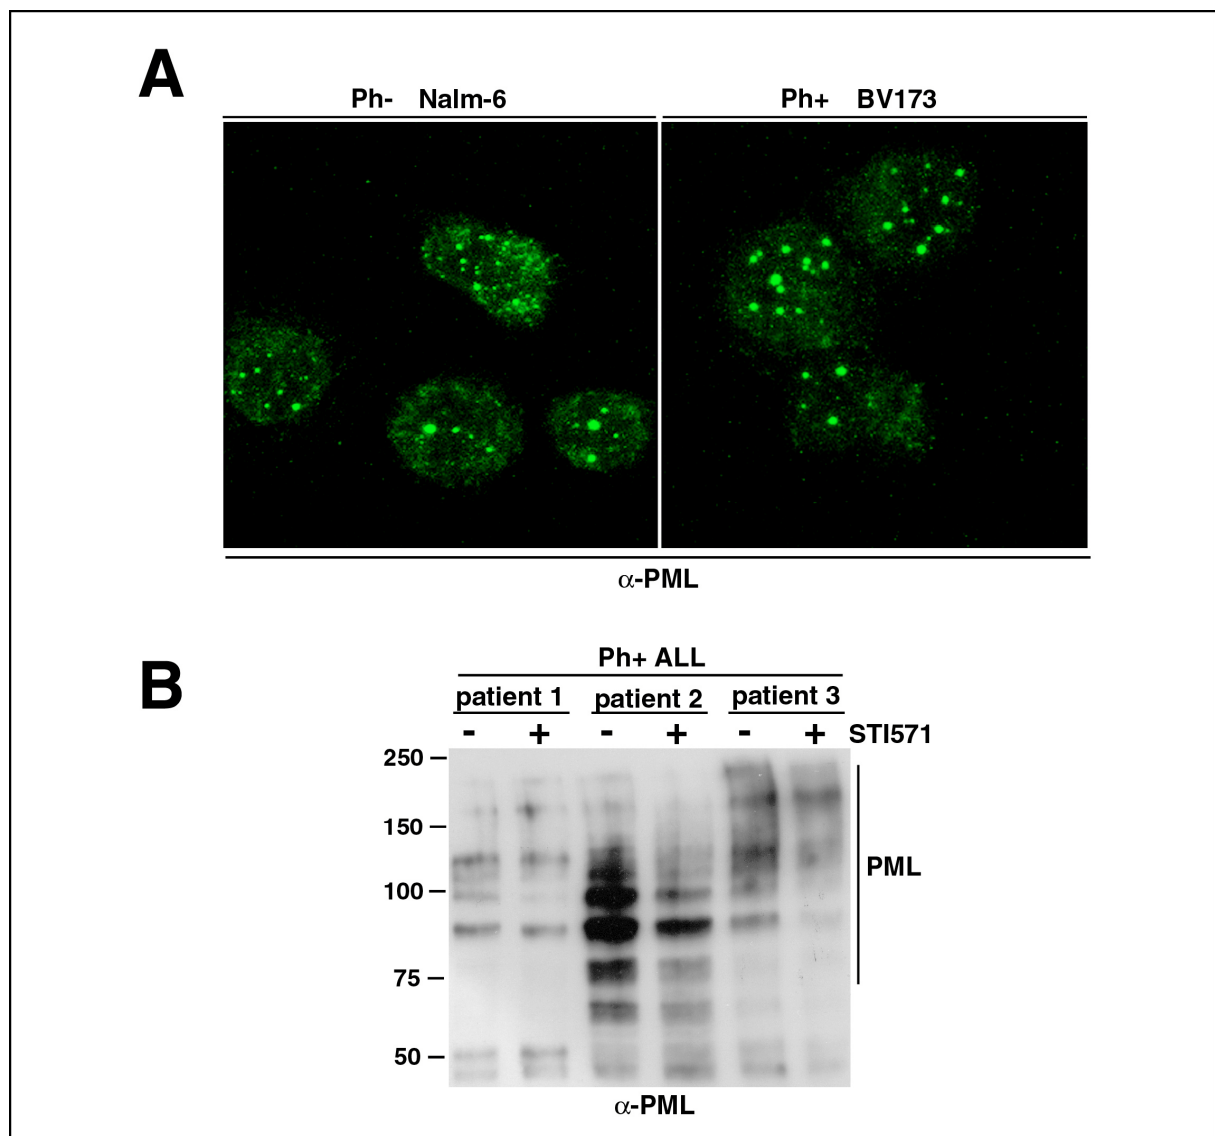 A
Ph- Nalm-6
Ph+ BV173
α-PML
B
Ph+ ALL
patient 1
patient 2
patient 3
- + - + - + STI571
250
150
100
75
50
PML
α-PML